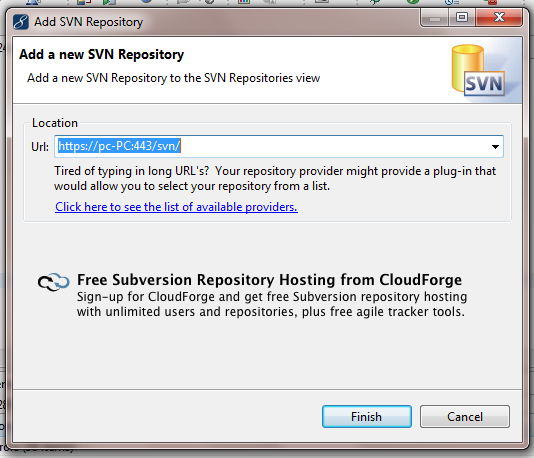 Add SVN Repository
Add a new SVN Repository
Add a new SVN Repository to the SVN Repositories view
SVN
Location
Url: https://pc-PC:443/svn/
Tired of typing in long URL's? Your repository provider might provide a plug-in that
would allow you to select your repository from a list.
Click here to see the list of available providers.
Free Subversion Repository Hosting from CloudForge
Sign-up for CloudForge and get free Subversion repository hosting
with unlimited users and repositories, plus free agile tracker tools.
Finish Cancel